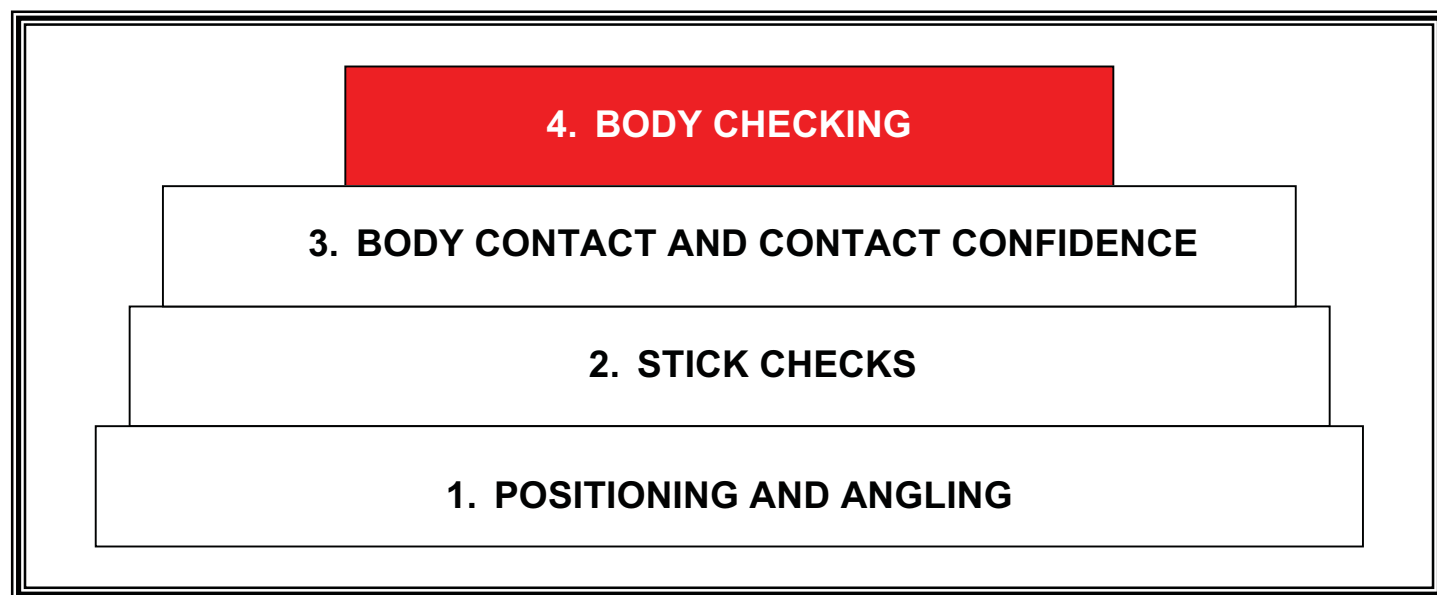 4. BODY CHECKING
3. BODY CONTACT AND CONTACT CONFIDENCE
2. STICK CHECKS
1. POSITIONING AND ANGLING